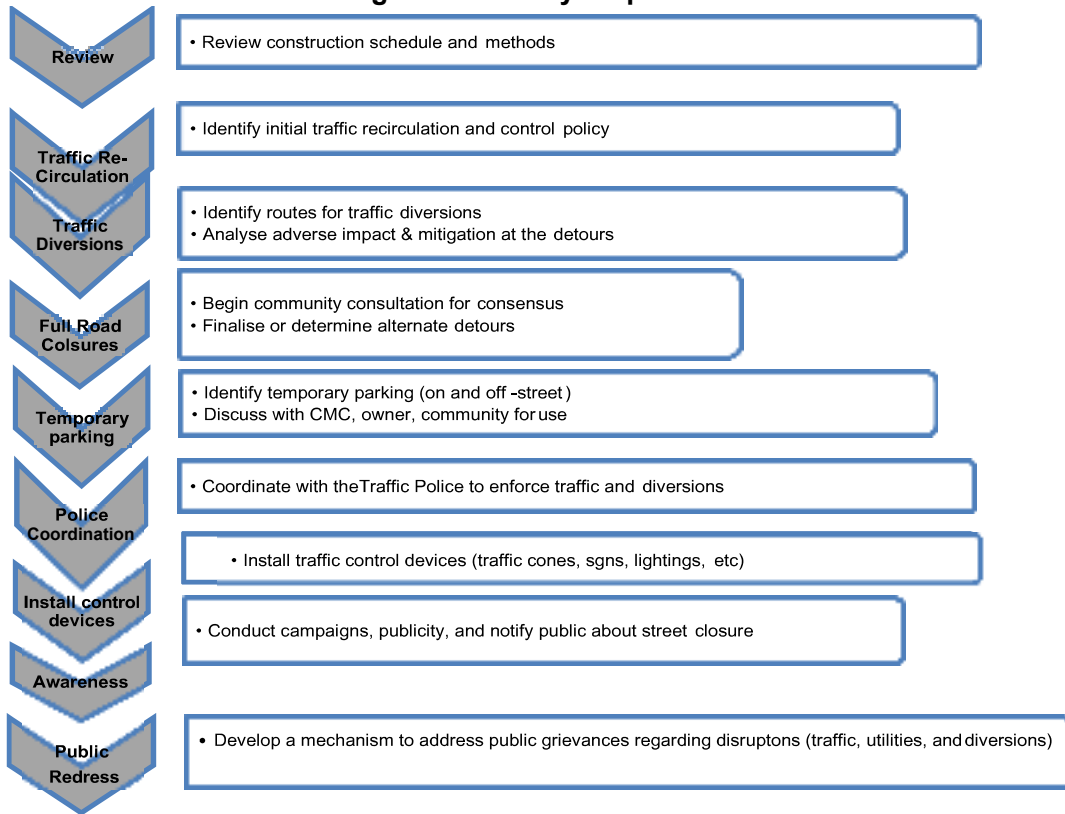 Review
• Review construction schedule and methods
Traffic Re-
Circulation
• Identify initial traffic recirculation and control policy
Traffic
Diversions
• Identify routes for traffic diversions
• Analyse adverse impact & mitigation at the detours
Full Road
Colsures
• Begin community consultation for consensus
• Finalise or determine alternate detours
Temporary
parking
• Identify temporary parking (on and off -street)
• Discuss with CMC, owner, community for use
Police
Coordination
• Coordinate with theTraffic Police to enforce traffic and diversions
Install control
devices
• Install traffic control devices (traffic cones, sgns, lightings, etc)
Awareness
• Conduct campaigns, publicity, and notify public about street closure
Public
Redress
• Develop a mechanism to address public grievances regarding disruptons (traffic, utilities, and diversions)